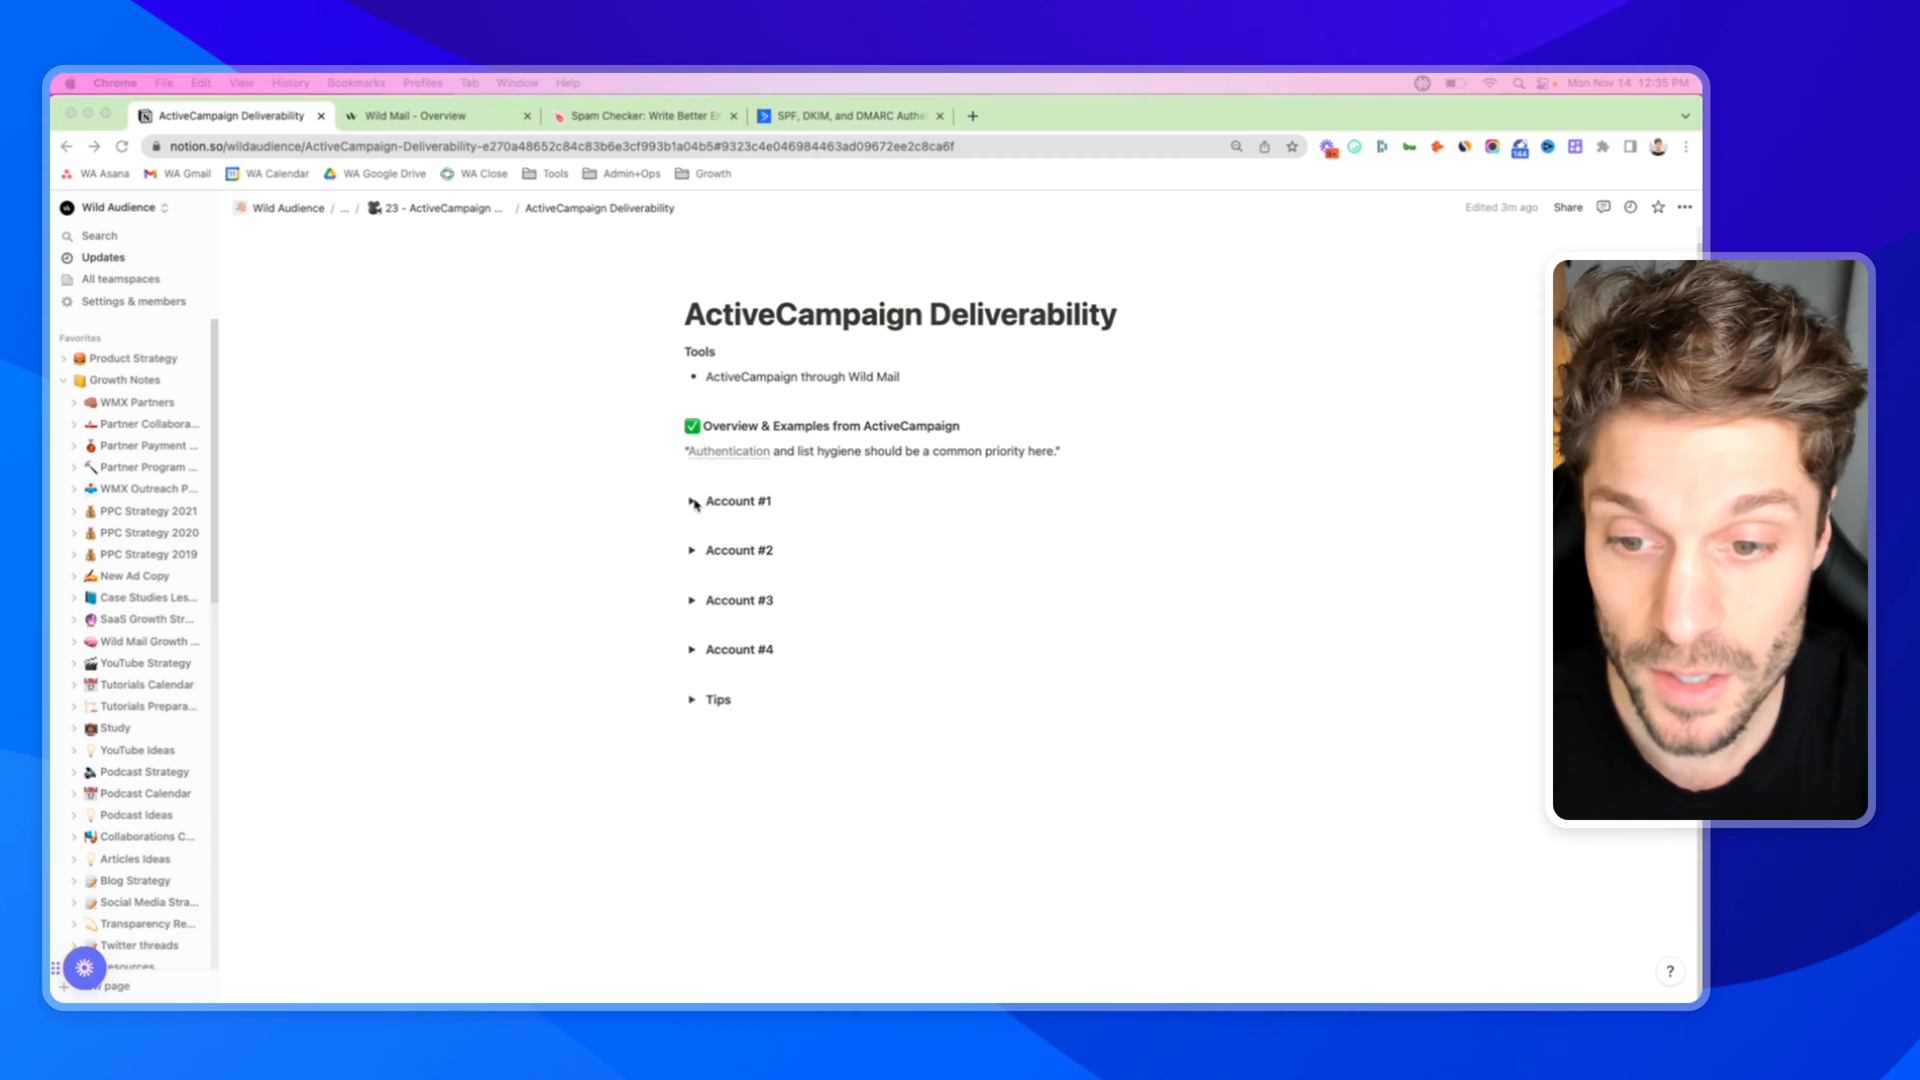 Chrome File Edit View History Bookmarks Profiles Tab Window Help Mon Nov 14 12:35 PM
ActiveCampaign Deliverability Wild Mail - Overview Spam Checker: Write Better E SPF, DKIM, and DMARC Authe
notion.so/wildaudience/ActiveCampaign-Deliverability-e270a48652c84c83b6e3cf993b1a04b5#9323c4e046984463ad09672ee2c8ca6f
9+ 144
WA Asana WA Gmail WA Calendar WA Google Drive WA Close Tools Admin+Ops Growth
Wild Audience
Wild Audience / ... / 23 - ActiveCampaign ... / ActiveCampaign Deliverability
Edited 3m ago Share
Search
Updates
All teamspaces
Settings & members
Favorites
Product Strategy
Growth Notes
WMX Partners
Partner Collabora...
Partner Payment ...
Partner Program ...
WMX Outreach P...
PPC Strategy 2021
PPC Strategy 2020
PPC Strategy 2019
New Ad Copy
Case Studies Les...
SaaS Growth Str...
Wild Mail Growth ...
YouTube Strategy
Tutorials Calendar
Tutorials Prepara...
Study
YouTube Ideas
Podcast Strategy
Podcast Calendar
Podcast Ideas
Collaborations C...
Articles Ideas
Blog Strategy
Social Media Stra...
Transparency Re...
Twitter threads
page
ActiveCampaign Deliverability
Tools
• ActiveCampaign through Wild Mail
✅ Overview & Examples from ActiveCampaign
"Authentication and list hygiene should be a common priority here."
Account #1
Account #2
Account #3
Account #4
Tips
?